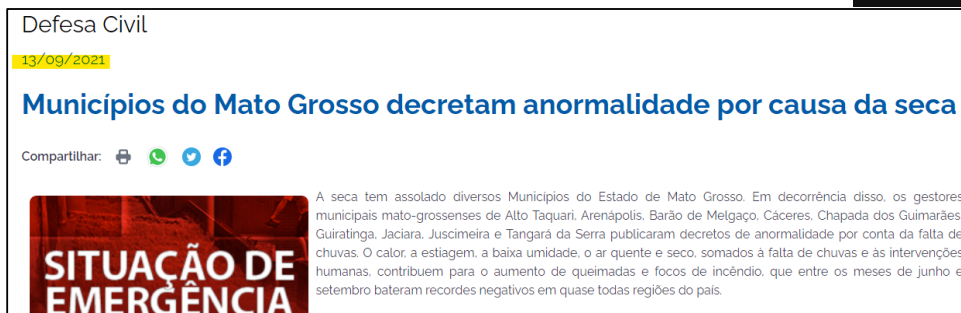 Defesa Civil
13/09/2021
Municípios do Mato Grosso decretam anormalidade por causa da seca
Compartilhar:
A seca tem assolado diversos Municípios do Estado de Mato Grosso. Em decorrência disso, os gestores
municipais mato-grossenses de Alto Taquari, Arenápolis, Barão de Melgaço, Cáceres, Chapada dos Guimarães
Guiratinga, Jaciara, Juscimeira e Tangará da Serra publicaram decretos de anormalidade por conta da falta de
chuvas. O calor, a estiagem, a baixa umidade, o ar quente e seco, somados à falta de chuvas e às intervenções
humanas, contribuem para o aumento de queimadas e focos de incêndio, que entre os meses de junho e
setembro bateram recordes negativos em quase todas regiões do país.
SITUAÇÃO DE
EMERGÊNCIA